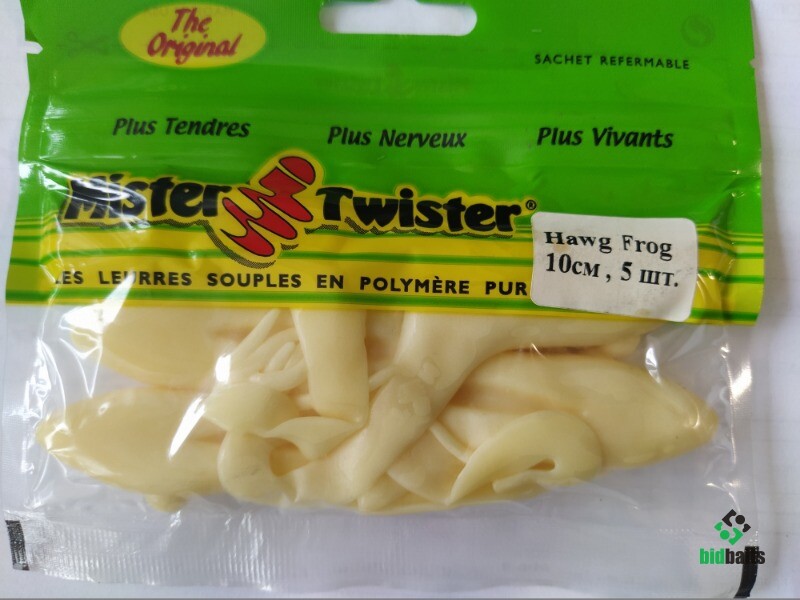 The
Original
SACHET REFERMABLE
Plus Tendres
Plus Nerveux
Plus Vivants
Mister Twister®
LES LEURRES SOUPLES EN POLYMÈRE PUR
Hawg Frog
10см, 5 шт.
bidbaits